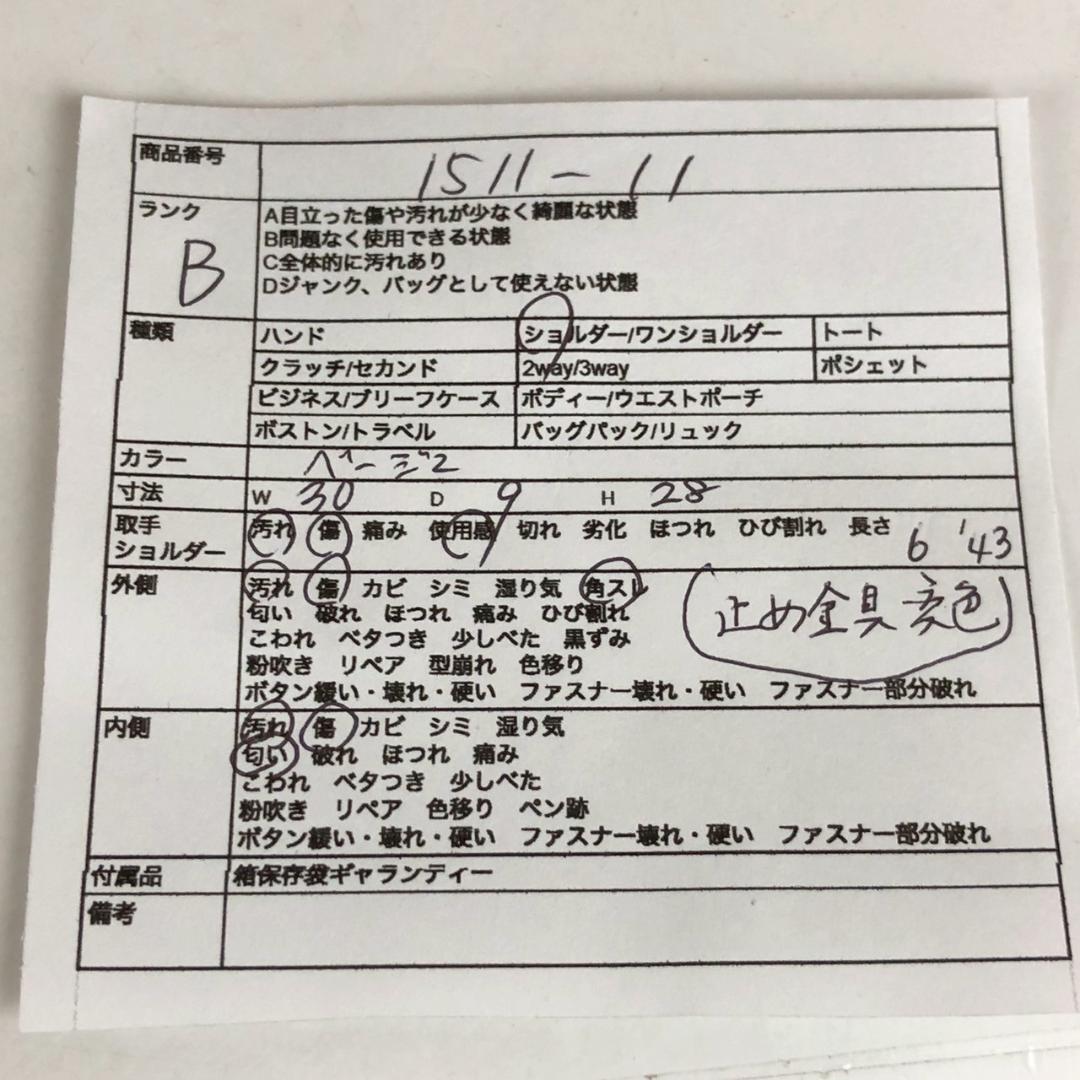 商品番号 1511-11
ランク A目立った傷や汚れが少なく綺麗な状態
B B問題なく使用できる状態
C全体的に汚れあり
Dジャンク、バッグとして使えない状態
種類 ハンド ショルダー/ワンショルダー トート
クラッチ/セカンド 2way/3way ポシェット
ビジネス/ブリーフケース ボディー/ウエストポーチ
ボストン/トラベル バッグパック/リュック
カラー ベージュ
寸法 W 30 D 9 H 28
取手 汚れ 傷 痛み 使用感 切れ 劣化 ほつれ ひび割れ 長さ 6 '43
ショルダー
外側 汚れ 傷 カビ シミ 湿り気 角スレ
匂い 破れ ほつれ 痛み ひび割れ (止め金具変色)
こわれ ベタつき 少しべた 黒ずみ
粉吹き リペア 型崩れ 色移り
ボタン緩い・壊れ・硬い ファスナー壊れ・硬い ファスナー部分破れ
内側 汚れ 傷 カビ シミ 湿り気
匂い 破れ ほつれ 痛み
こわれ ベタつき 少しべた
粉吹き リペア 色移り ペン跡
ボタン緩い・壊れ・硬い ファスナー壊れ・硬い ファスナー部分破れ
付属品 箱保存袋ギャランティー
備考